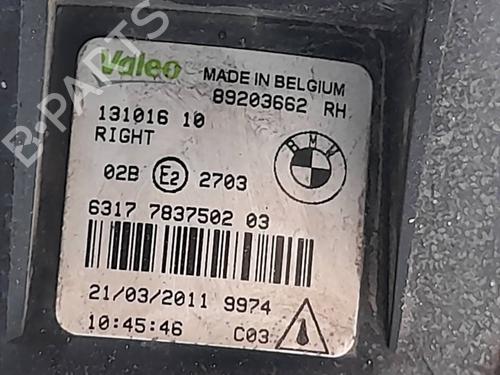 Valeo MADE IN BELGIUM
89203662 RH
131016 10
RIGHT
BMW
02B E2 2703
6317 7837502 03
21/03/2011 9974
10:45:46 C03
B-PARTS